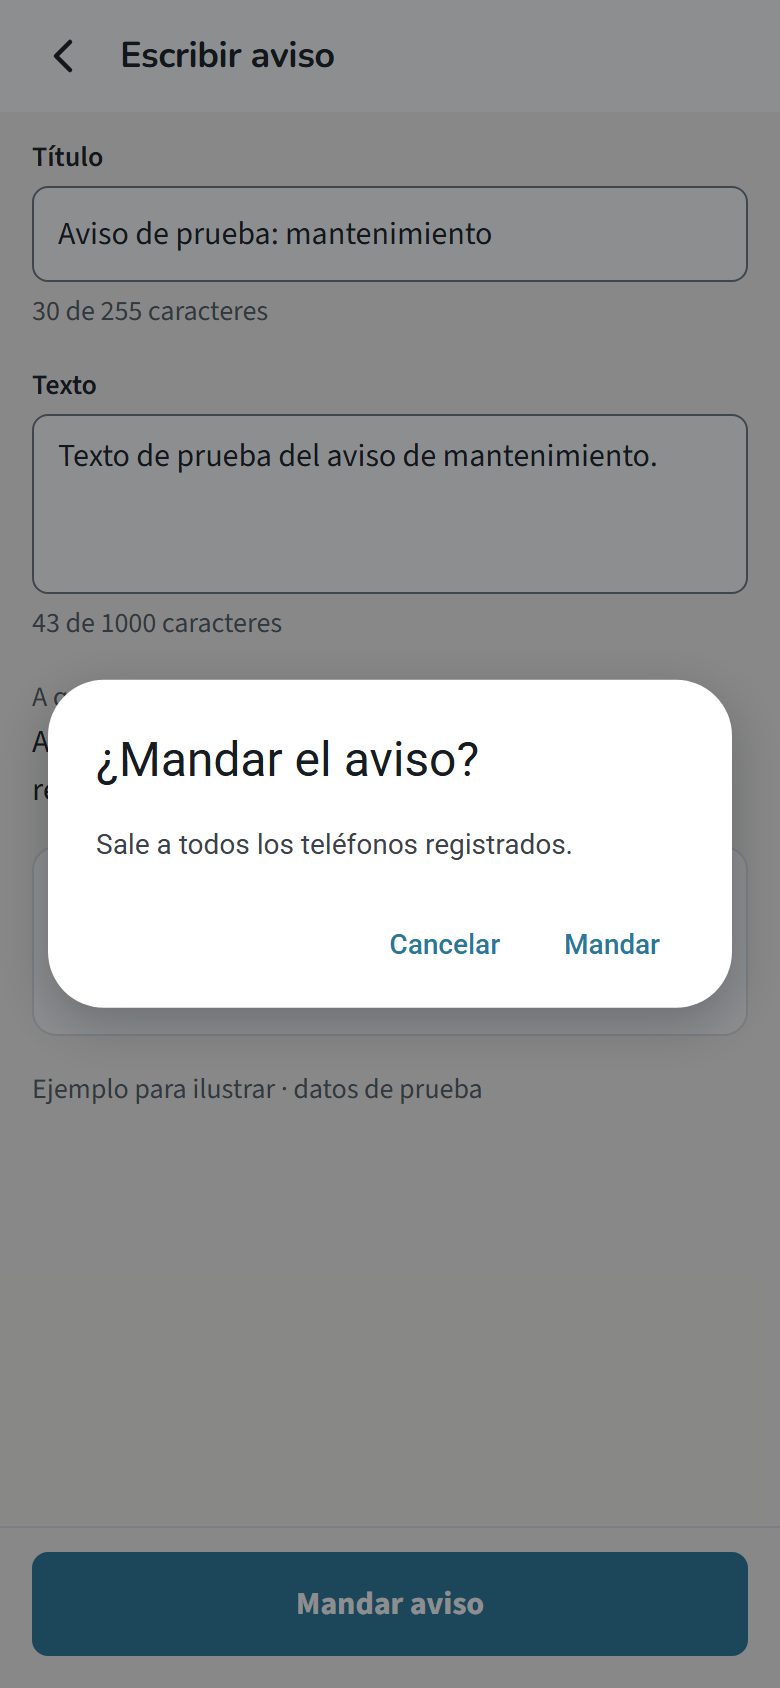 Escribir aviso
Título
Aviso de prueba: mantenimiento
30 de 255 caracteres
Texto
Texto de prueba del aviso de mantenimiento.
43 de 1000 caracteres
¿Mandar el aviso?
Sale a todos los teléfonos registrados.
Cancelar Mandar
Ejemplo para ilustrar · datos de prueba
Mandar aviso